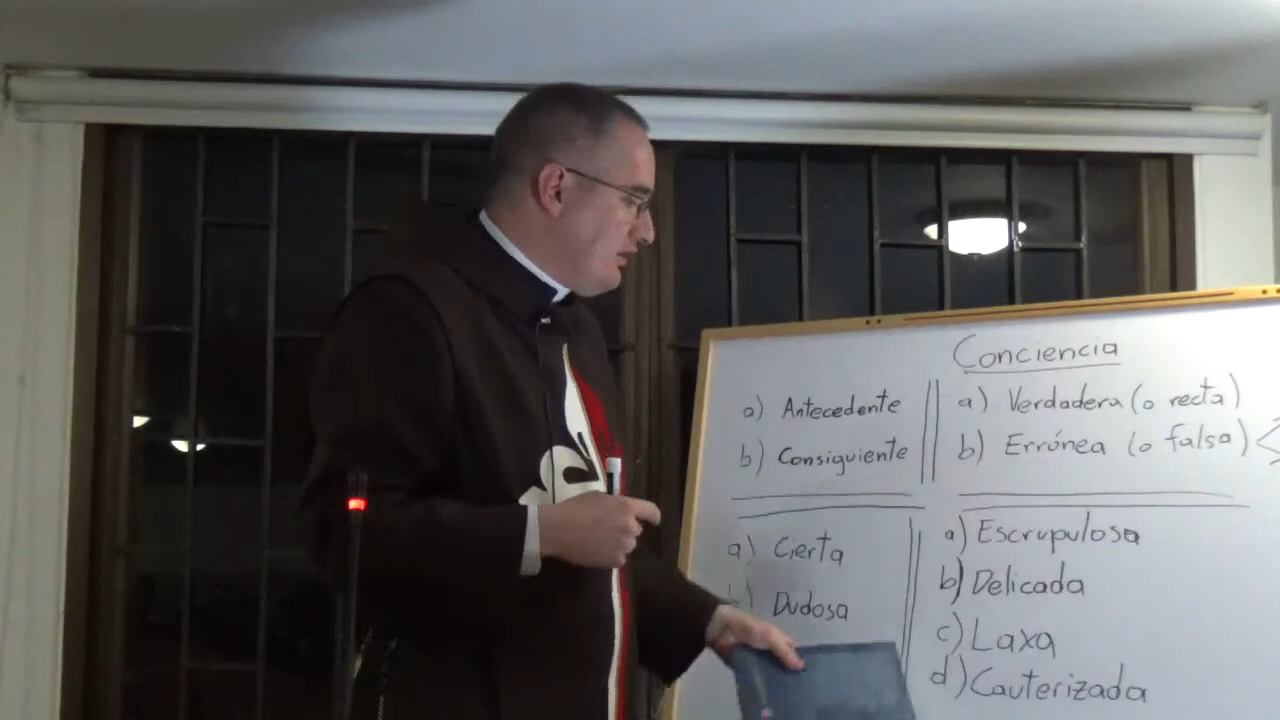 Conciencia
a) Antecedente
b) Consiguiente
a) Verdadera (o recta)
b) Errónea (o falsa) <
a) Cierta
b) Dudosa
a) Escrupulosa
b) Delicada
c) Laxa
d) Cauterizada